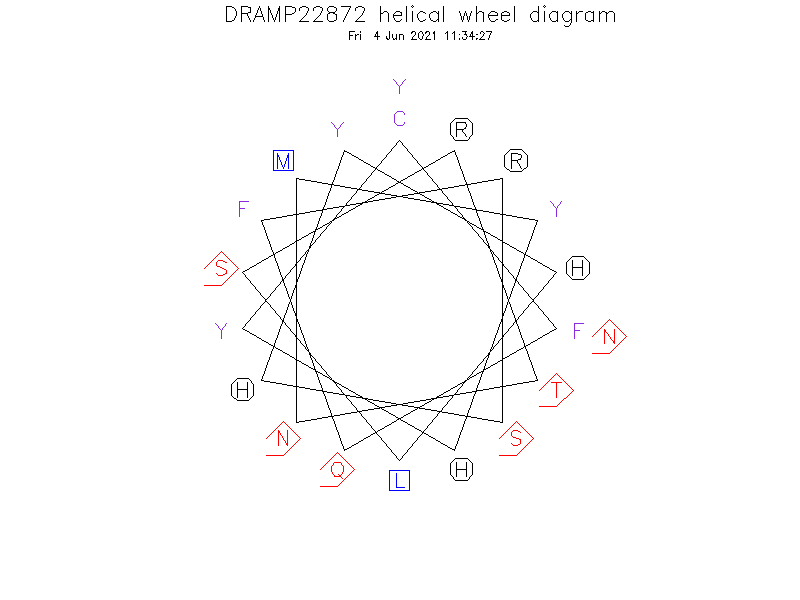 DRAMP22872 helical wheel diagram
Fri 4 Jun 2021 11:34:27
Y
Y C R
M R
F Y
S H
Y F N
H T
N S
Q L H